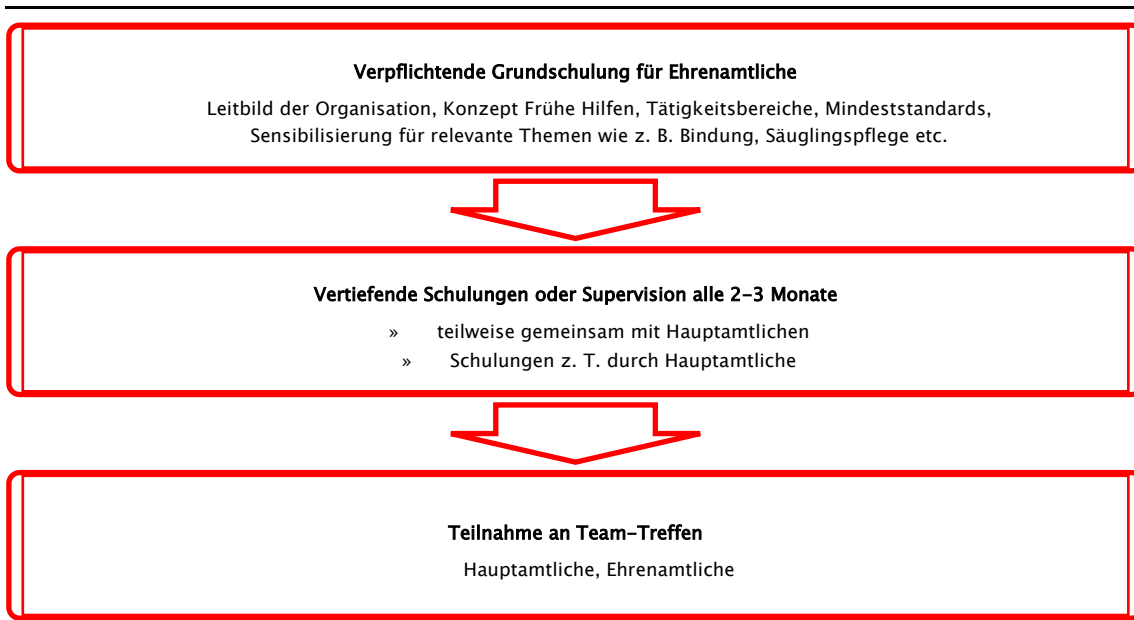 Verpflichtende Grundschulung für Ehrenamtliche
Leitbild der Organisation, Konzept Frühe Hilfen, Tätigkeitsbereiche, Mindeststandards,
Sensibilisierung für relevante Themen wie z. B. Bindung, Säuglingspflege etc.
Vertiefende Schulungen oder Supervision alle 2–3 Monate
» teilweise gemeinsam mit Hauptamtlichen
» Schulungen z. T. durch Hauptamtliche
Teilnahme an Team–Treffen
Hauptamtliche, Ehrenamtliche